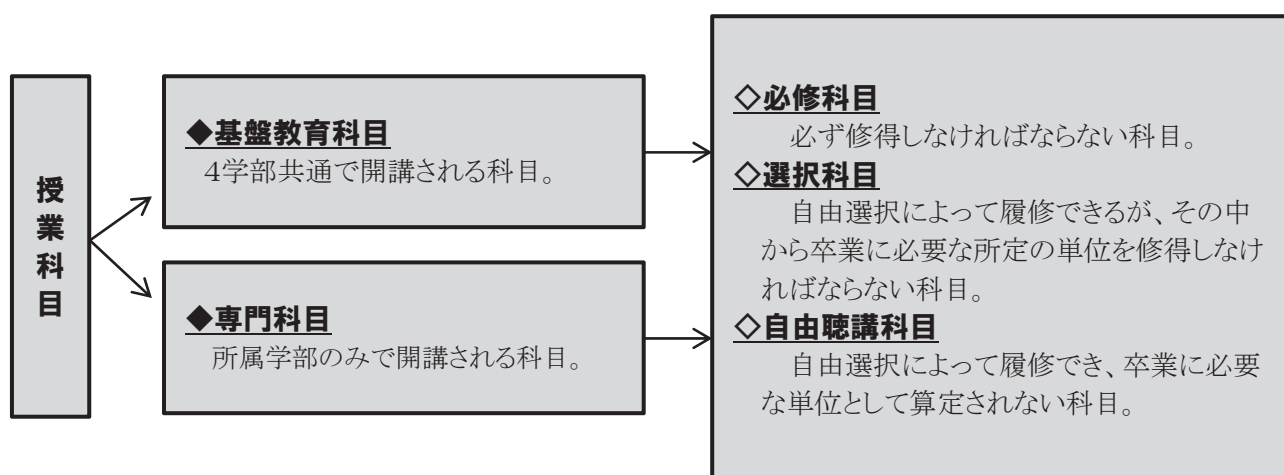 授業科目
◆基盤教育科目
4学部共通で開講される科目。
◆専門科目
所属学部のみで開講される科目。
◇必修科目
必ず修得しなければならない科目。
◇選択科目
自由選択によって履修できるが、その中
から卒業に必要な所定の単位を修得しなけ
ればならない科目。
◇自由聴講科目
自由選択によって履修でき、卒業に必要
な単位として算定されない科目。